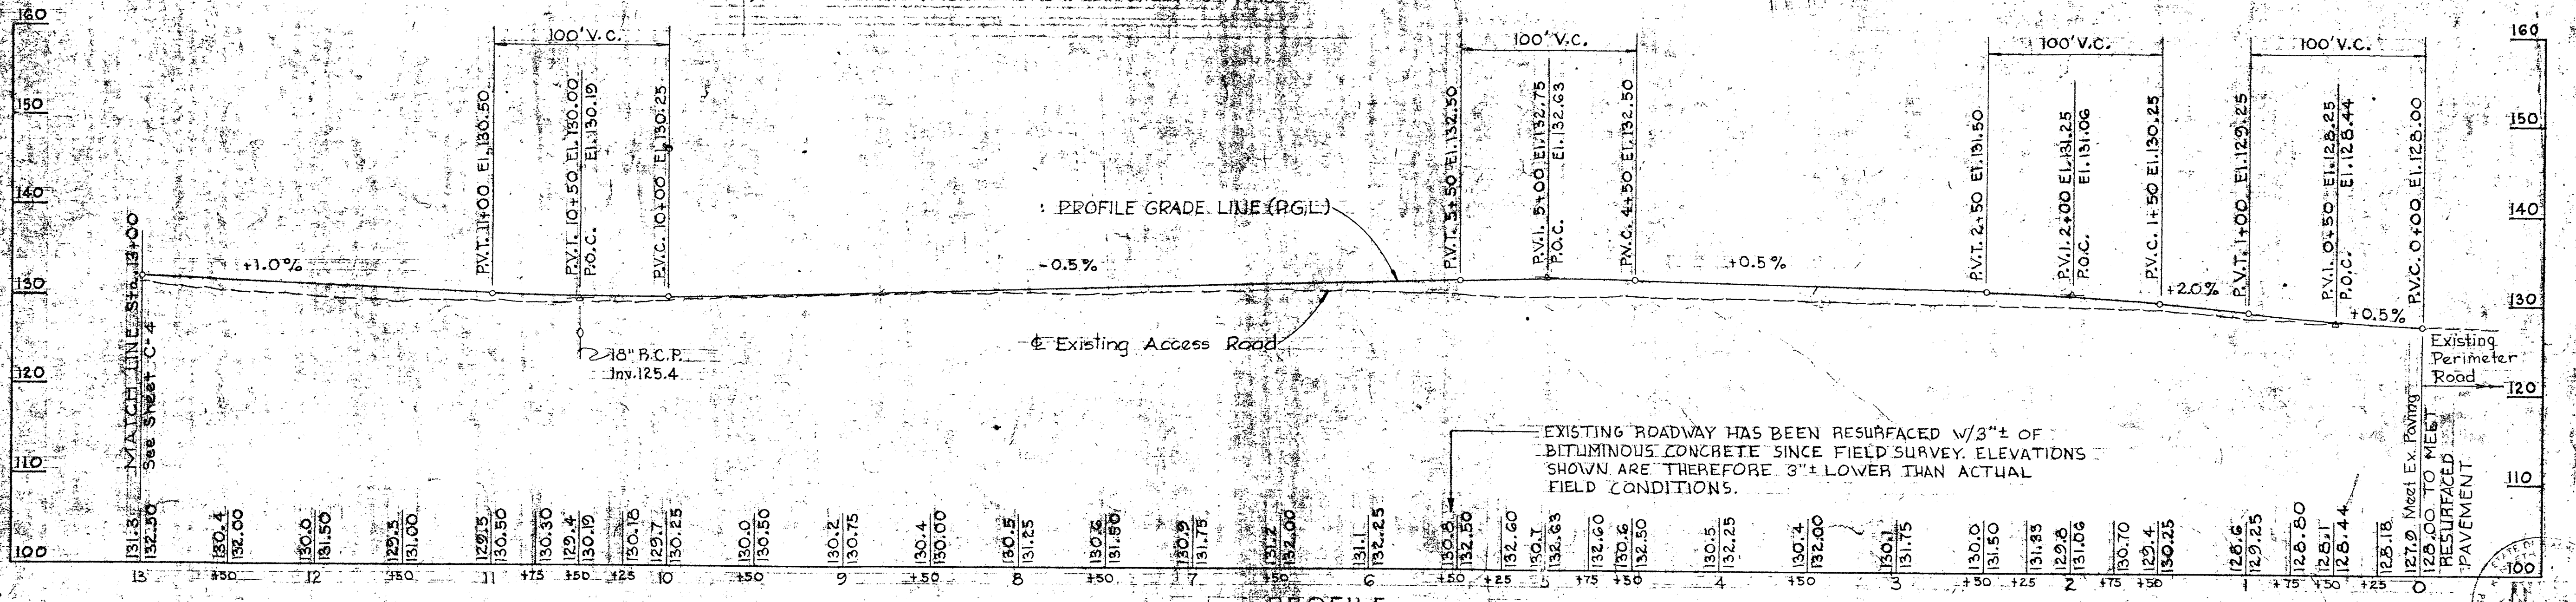 160
150
140
130
120
110
100
MATCH LINE Sta. 13+00
See Sheet C-4
+1.0%
100' V.C.
P.V.T. 11+00 El. 130.50
P.V.T. 10+50 El. 130.00
P.O.C. El. 130.19
P.V.C. 10+00 El. 130.25
18" R.C.P.
Inv. 125.4
-0.5%
PROFILE GRADE LINE (P.G.L.)
℄ Existing Access Road
100' V.C.
P.V.T. 5+50 El. 132.50
P.V.I. 5+00 El. 132.75
P.O.C. El. 132.63
P.V.C. 4+50 El. 132.50
+0.5%
100' V.C.
P.V.T. 2+50 El. 131.50
P.V.I. 2+00 El. 131.25
P.O.C. El. 131.06
P.V.C. 1+50 El. 130.25
+2.0%
100' V.C.
P.V.T. 1+00 El. 129.25
P.V.I. 0+50 El. 128.25
P.O.C. El. 128.44
P.V.C. 0+00 El. 128.00
+0.5%
Existing
Perimeter
Road
160
150
140
130
120
110
100
EXISTING ROADWAY HAS BEEN RESURFACED W/3"± OF
BITUMINOUS CONCRETE SINCE FIELD SURVEY. ELEVATIONS
SHOWN ARE THEREFORE 3"± LOWER THAN ACTUAL
FIELD CONDITIONS.
131.3
132.50
130.4
132.00
130.0
131.50
129.5
131.00
129.5
130.50
130.30
129.4
130.19
130.18
129.7
130.25
130.0
130.50
130.2
130.75
130.4
130.00
130.5
131.25
130.6
131.50
130.9
131.75
131.2
132.00
131.1
132.25
130.8
132.50
132.60
130.7
132.63
132.60
130.6
132.50
130.5
132.25
130.4
132.00
130.1
131.75
130.0
131.50
131.33
129.8
131.06
130.70
129.4
130.25
128.6
129.25
128.80
128.1
128.44
128.18
127.9 Meet Ex. Paving
128.00 TO MEET
RESURFACED
PAVEMENT
13 +50 12 +50 11 +75 +50 +25 10 +50 9 +50 8 +50 7 +50 6 +50 +25 5 +75 +50 4 +50 3 +50 +25 2 +75 +50 1 +75 +50 +25 0
PROFILE